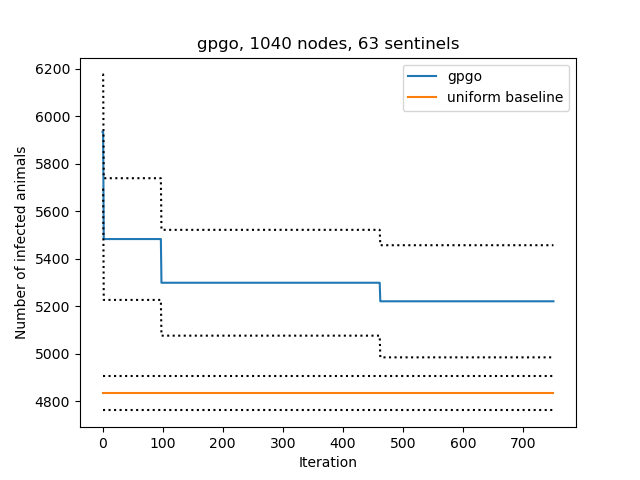 gpgo, 1040 nodes, 63 sentinels
gpgo
uniform baseline
Number of infected animals
6200
6000
5800
5600
5400
5200
5000
4800
0 100 200 300 400 500 600 700
Iteration